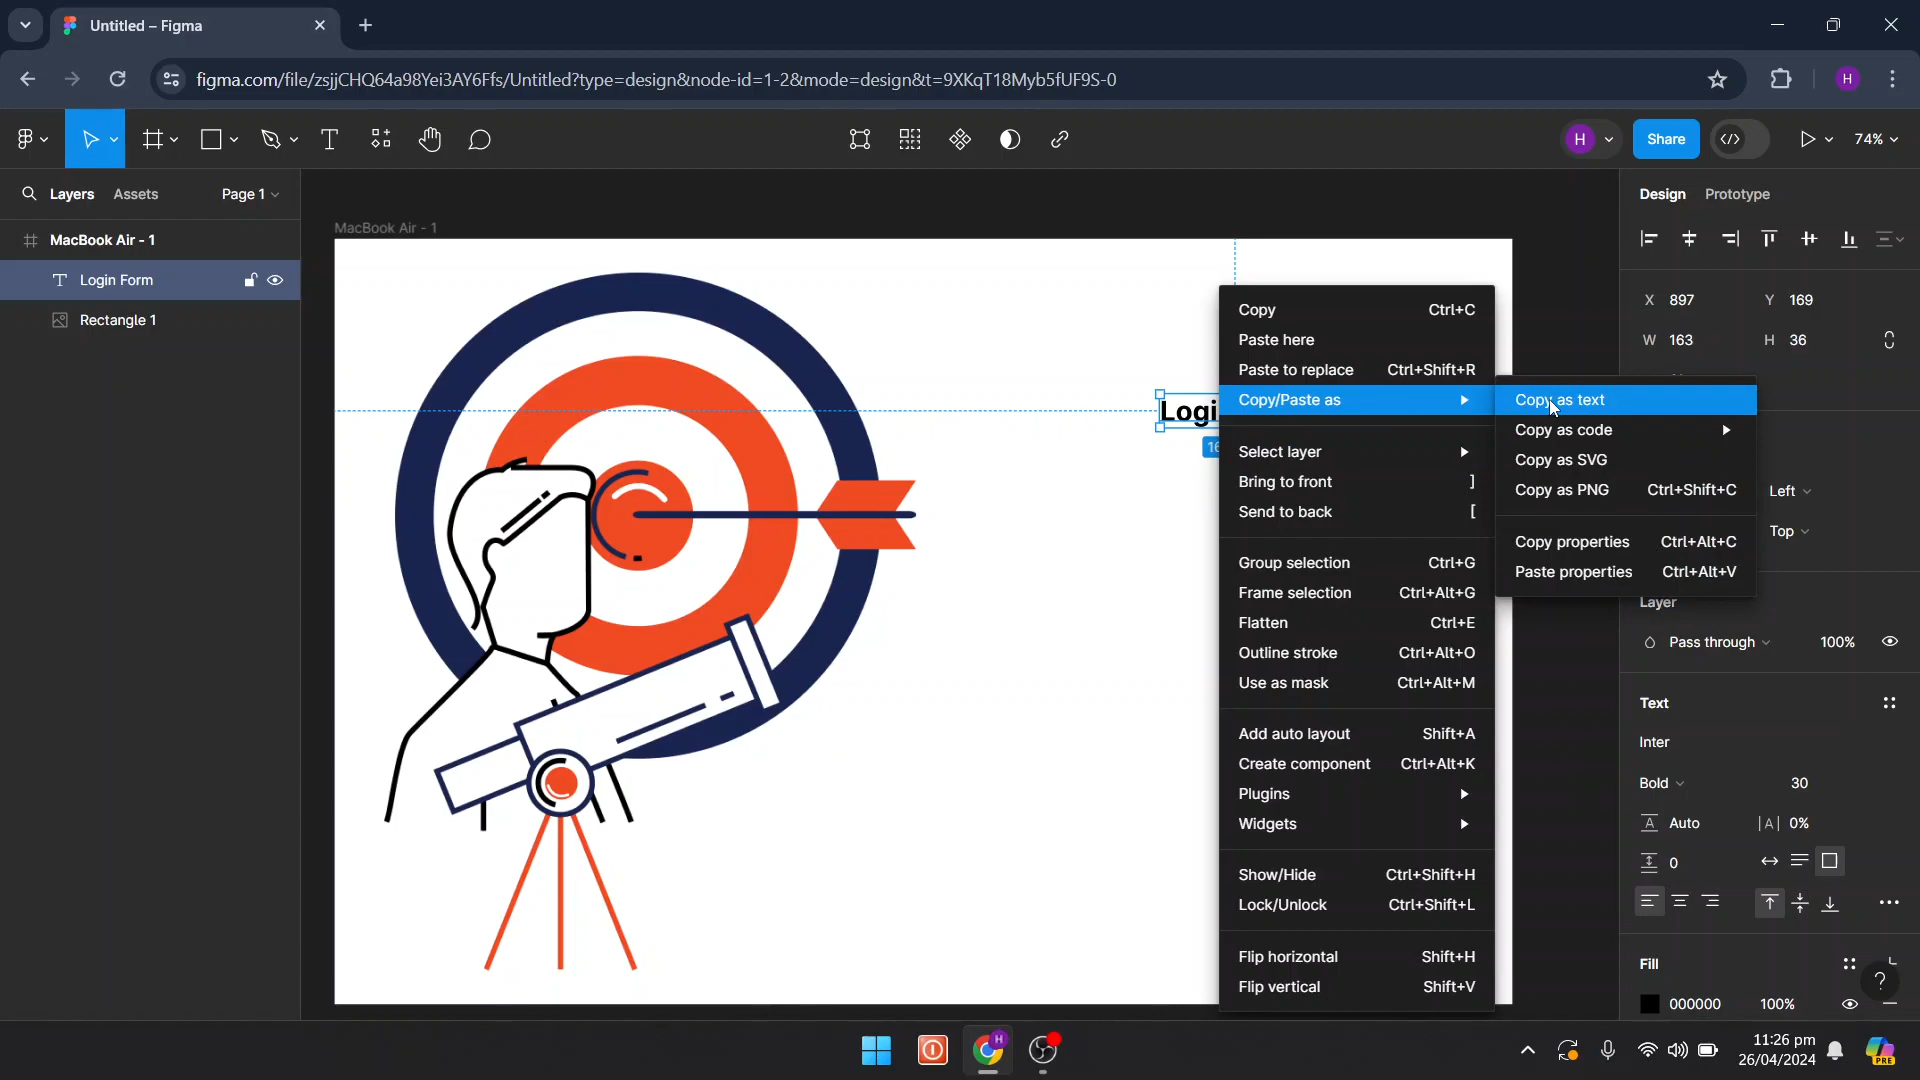 Untitled – Figma
figma.com/file/zsjjCHQ64a98Yei3AY6Ffs/Untitled?type=design&node-id=1-2&mode=design&t=9XKqT18Myb5fUF9S-0
H
H
Share
74%
Layers
Assets
Page 1
Design
Prototype
MacBook Air - 1
Login Form
Rectangle 1
MacBook Air - 1
Logi
Copy Ctrl+C
Paste here
Paste to replace Ctrl+Shift+R
Copy/Paste as
Select layer
Bring to front ]
Send to back [
Group selection Ctrl+G
Frame selection Ctrl+Alt+G
Flatten Ctrl+E
Outline stroke Ctrl+Alt+O
Use as mask Ctrl+Alt+M
Add auto layout Shift+A
Create component Ctrl+Alt+K
Plugins
Widgets
Show/Hide Ctrl+Shift+H
Lock/Unlock Ctrl+Shift+L
Flip horizontal Shift+H
Flip vertical Shift+V
Copy as text
Copy as code
Copy as SVG
Copy as PNG Ctrl+Shift+C
Copy properties Ctrl+Alt+C
Paste properties Ctrl+Alt+V
X 897 Y 169
W 163 H 36
Left
Top
Layer
Pass through 100%
Text
Inter
Bold 30
Auto 0%
0
Fill
000000 100%
?
H
11:26 pm
26/04/2024
PRE